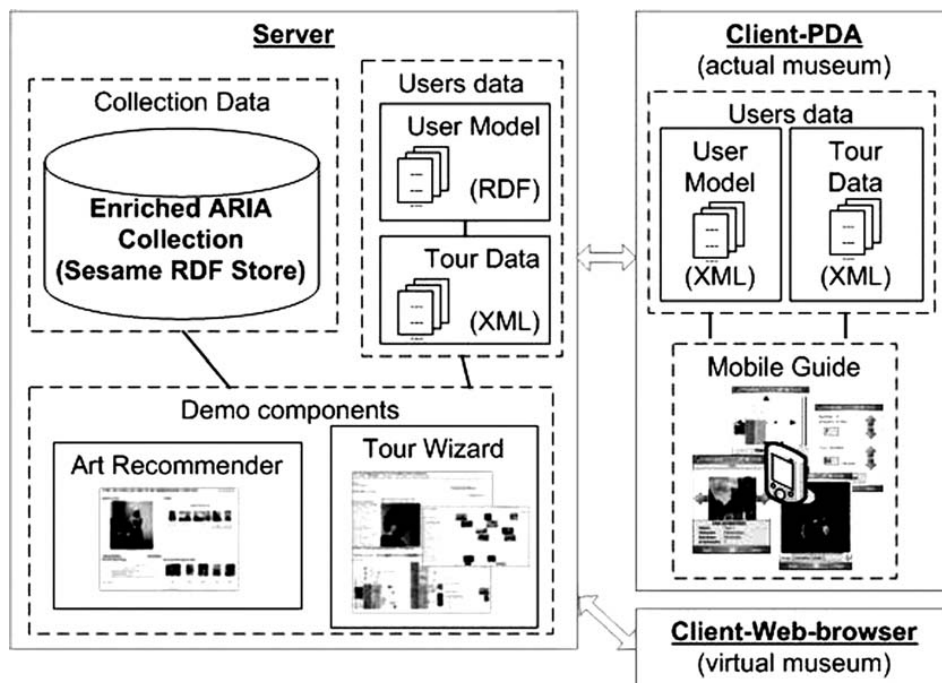 Server
Collection Data
Enriched ARIA
Collection
(Sesame RDF Store)
Users data
User Model
(RDF)
Tour Data
(XML)
Demo components
Art Recommender
Tour Wizard
Client-PDA
(actual museum)
Users data
User
Model
(XML)
Tour
Data
(XML)
Mobile Guide
Client-Web-browser
(virtual museum)